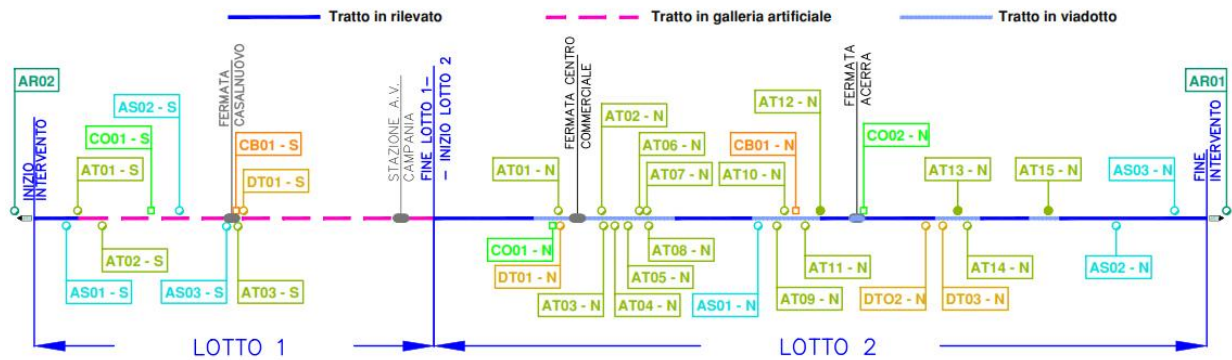 Tratto in rilevato
Tratto in galleria artificiale
Tratto in viadotto
AR02
INIZIO
INTERVENTO
AS02 - S
CO01 - S
AT01 - S
FERMATA
CASALNUOVO
CB01 - S
DT01 - S
STAZIONE A.V.
CAMPANIA
FINE LOTTO 1-
- INIZIO LOTTO 2
AT01 - N
FERMATA CENTRO
COMMERCIALE
AT02 - N
AT06 - N
AT07 - N
AT12 - N
CB01 - N
AT10 - N
FERMATA
ACERRA
CO02 - N
AT13 - N
AT15 - N
AS03 - N
FINE
INTERVENTO
AR01
AT02 - S
AS01 - S
AS03 - S
AT03 - S
CO01 - N
DT01 - N
AT03 - N
AT04 - N
AT05 - N
AT08 - N
AS01 - N
AT09 - N
AT11 - N
DTO2 - N
DT03 - N
AT14 - N
AS02 - N
LOTTO 1
LOTTO 2